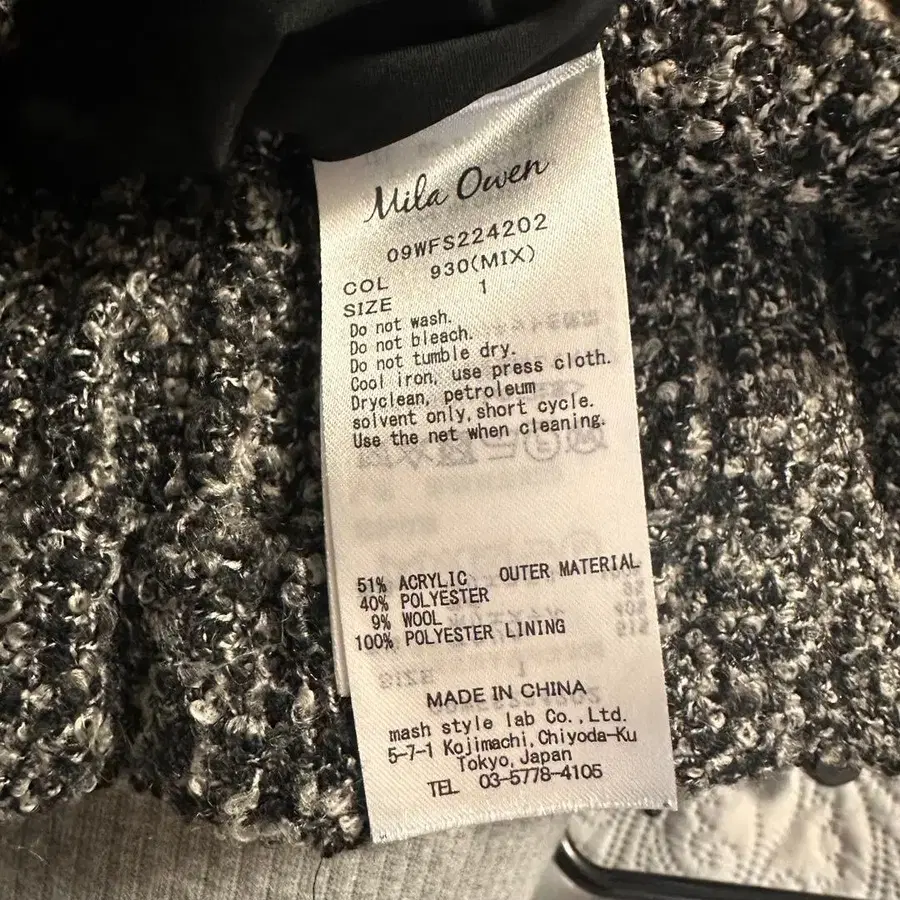 Mila Owen
09WFS224202
COL 930(MIX)
SIZE 1
Do not wash.
Do not bleach.
Do not tumble dry.
Cool iron, use press cloth.
Dryclean, petroleum
solvent only, short cycle.
Use the net when cleaning.
51% ACRYLIC OUTER MATERIAL
40% POLYESTER
9% WOOL
100% POLYESTER LINING
MADE IN CHINA
mash style lab Co., Ltd.
5-7-1 Kojimachi, Chiyoda-Ku
Tokyo, Japan
TEL 03-5778-4105